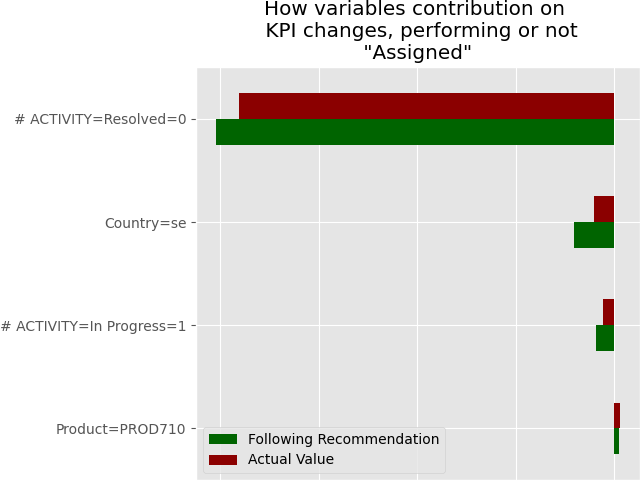 How variables contribution on
KPI changes, performing or not
"Assigned"
# ACTIVITY=Resolved=0
Country=se
# ACTIVITY=In Progress=1
Product=PROD710
Following Recommendation
Actual Value